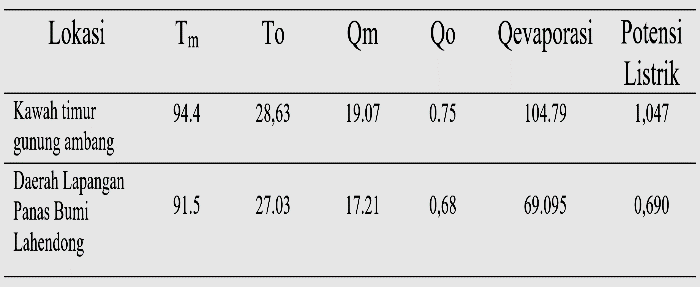 Lokasi Tm To Qm Qo Qevaporasi Potensi
Listrik
Kawah timur
gunung ambang 94.4 28,63 19.07 0.75 104.79 1,047
Daerah Lapangan
Panas Bumi 91.5 27.03 17.21 0,68 69.095 0,690
Lahendong